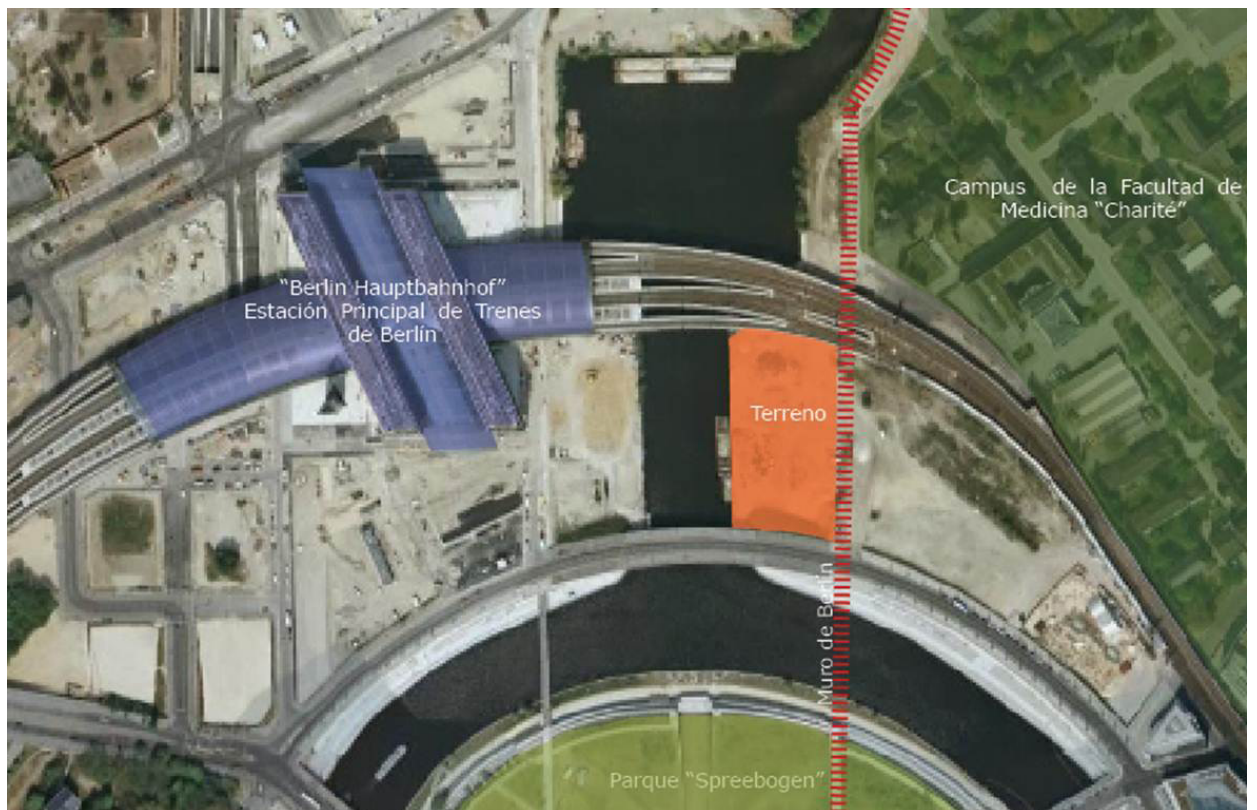 Campus de la Facultad de
Medicina “Charité”
“Berlin Hauptbahnhof”
Estación Principal de Trenes
de Berlín
Terreno
Muro de Berlín
Parque “Spreebogen”